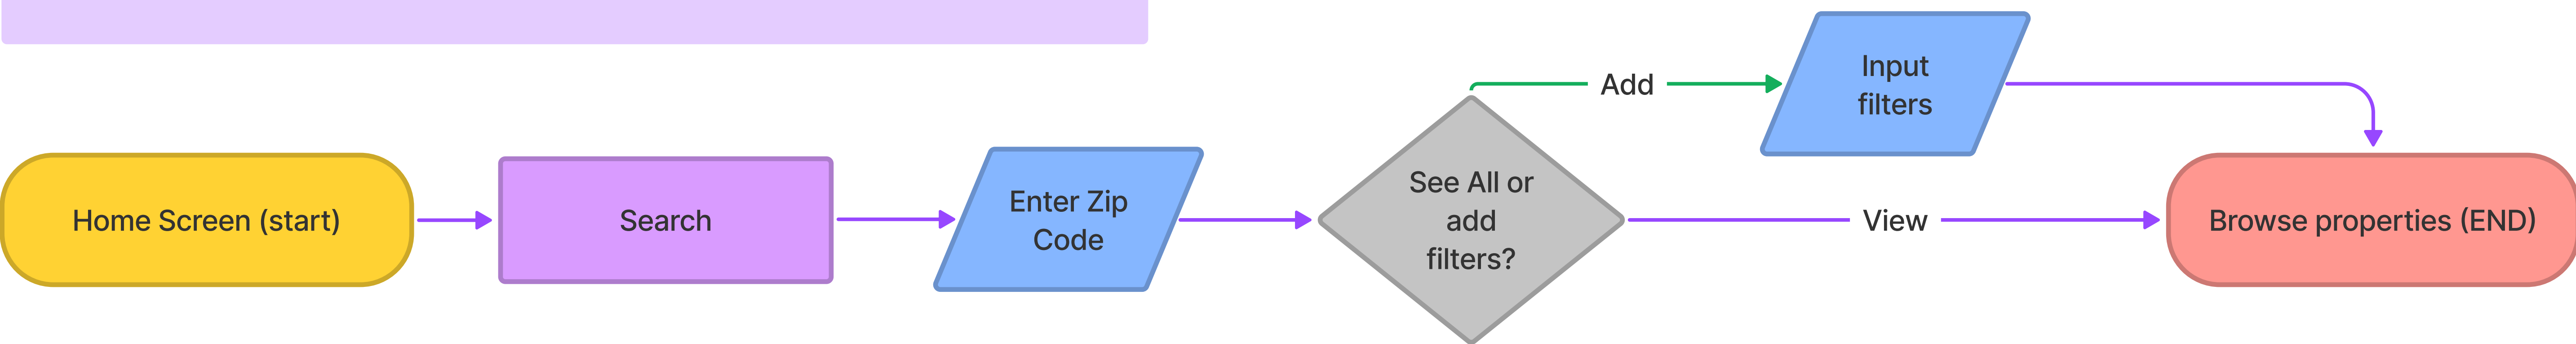 Home Screen (start)
Search
Enter Zip
Code
See All or
add
filters?
Add
Input
filters
View
Browse properties (END)